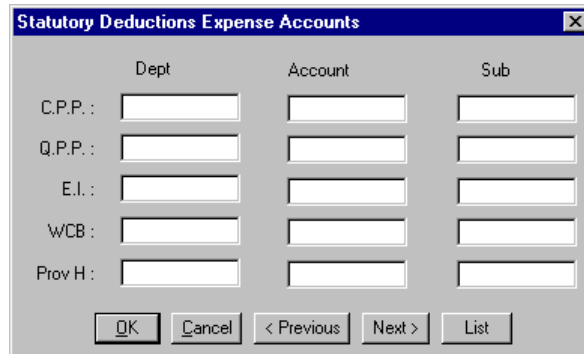 Statutory Deductions Expense Accounts
Dept Account Sub
C.P.P. :
Q.P.P. :
E.I. :
WCB :
Prov H :
OK Cancel < Previous Next > List